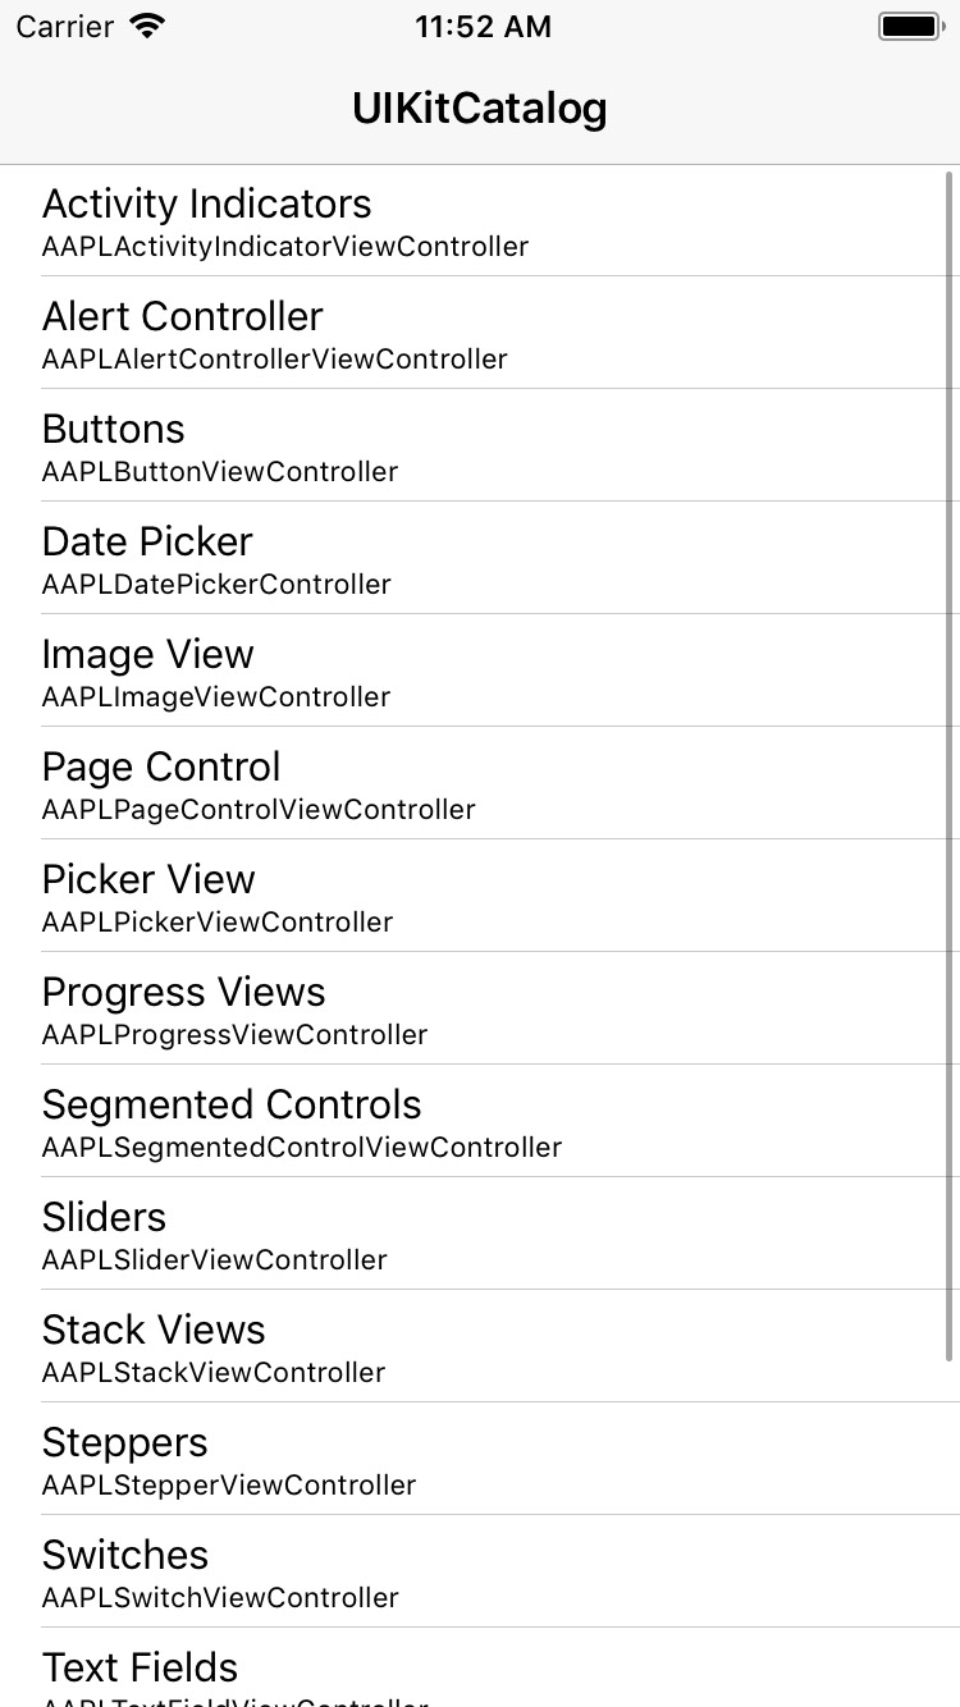 Carrier 11:52 AM
UIKitCatalog
Activity Indicators
AAPLActivityIndicatorViewController
Alert Controller
AAPLAlertControllerViewController
Buttons
AAPLButtonViewController
Date Picker
AAPLDatePickerController
Image View
AAPLImageViewController
Page Control
AAPLPageControlViewController
Picker View
AAPLPickerViewController
Progress Views
AAPLProgressViewController
Segmented Controls
AAPLSegmentedControlViewController
Sliders
AAPLSliderViewController
Stack Views
AAPLStackViewController
Steppers
AAPLStepperViewController
Switches
AAPLSwitchViewController
Text Fields
AAPLTextFieldViewController